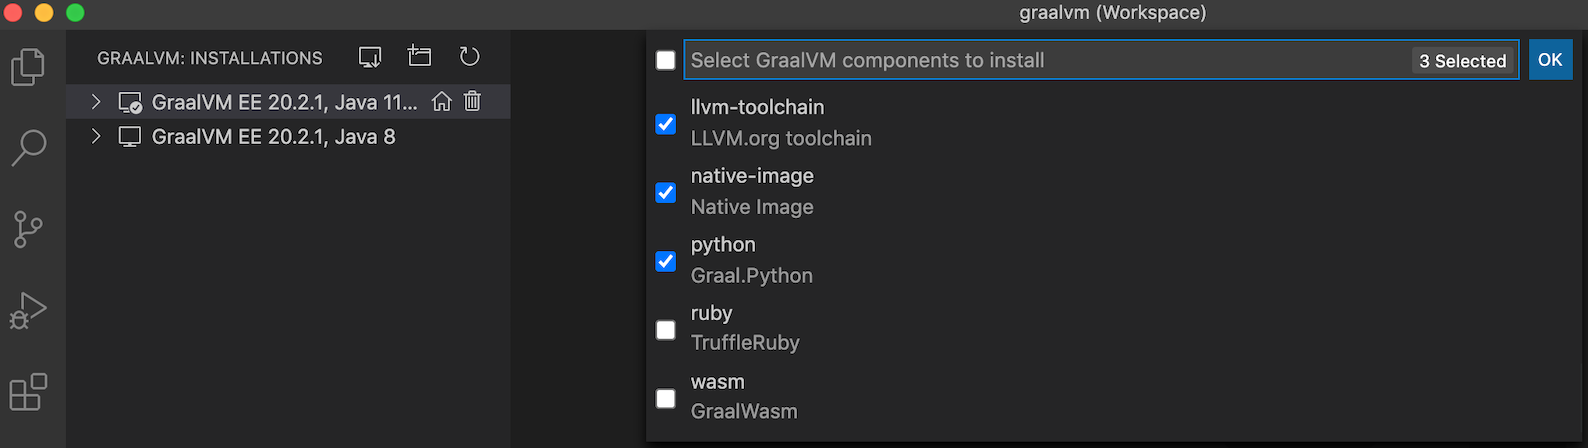 graalvm (Workspace)
GRAALVM: INSTALLATIONS
GraalVM EE 20.2.1, Java 11...
GraalVM EE 20.2.1, Java 8
Select GraalVM components to install
3 Selected
OK
llvm-toolchain
LLVM.org toolchain
native-image
Native Image
python
Graal.Python
ruby
TruffleRuby
wasm
GraalWasm